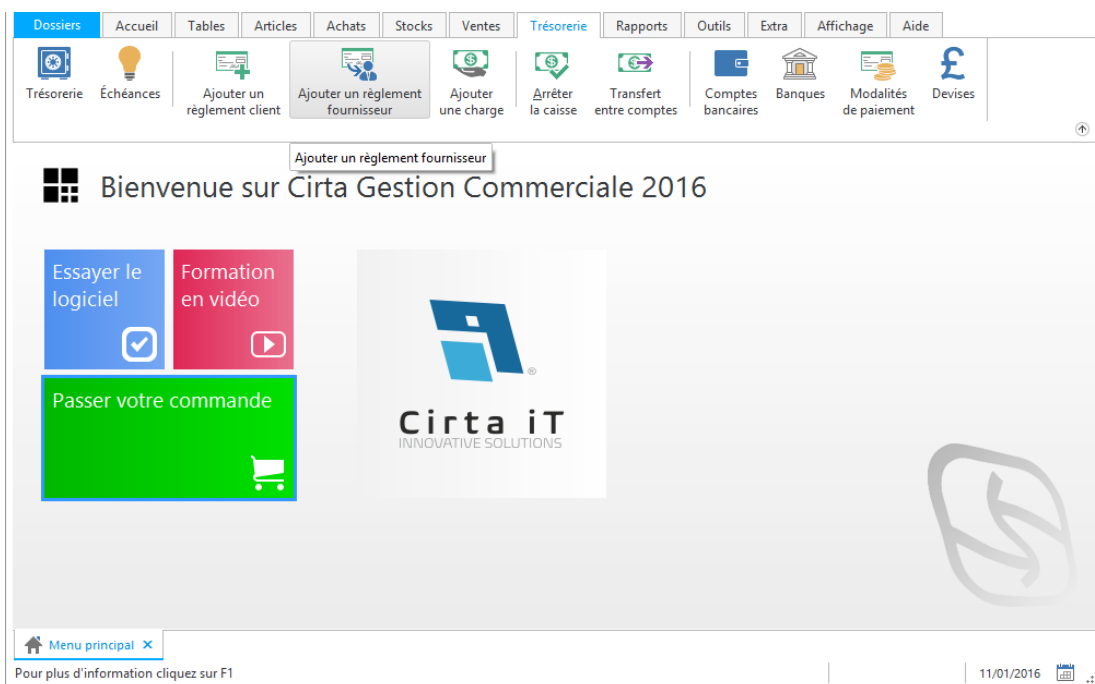 Dossiers Accueil Tables Articles Achats Stocks Ventes Trésorerie Rapports Outils Extra Affichage Aide
Trésorerie Échéances Ajouter un Ajouter un règlement Ajouter Arrêter Transfert Comptes Banques Modalités Devises
règlement client fournisseur une charge la caisse entre comptes bancaires de paiement
Ajouter un règlement fournisseur
Bienvenue sur Cirta Gestion Commerciale 2016
Essayer le
logiciel
Formation
en vidéo
Passer votre commande
®
Cirta iT
INNOVATIVE SOLUTIONS
Menu principal X
Pour plus d'information cliquez sur F1
11/01/2016